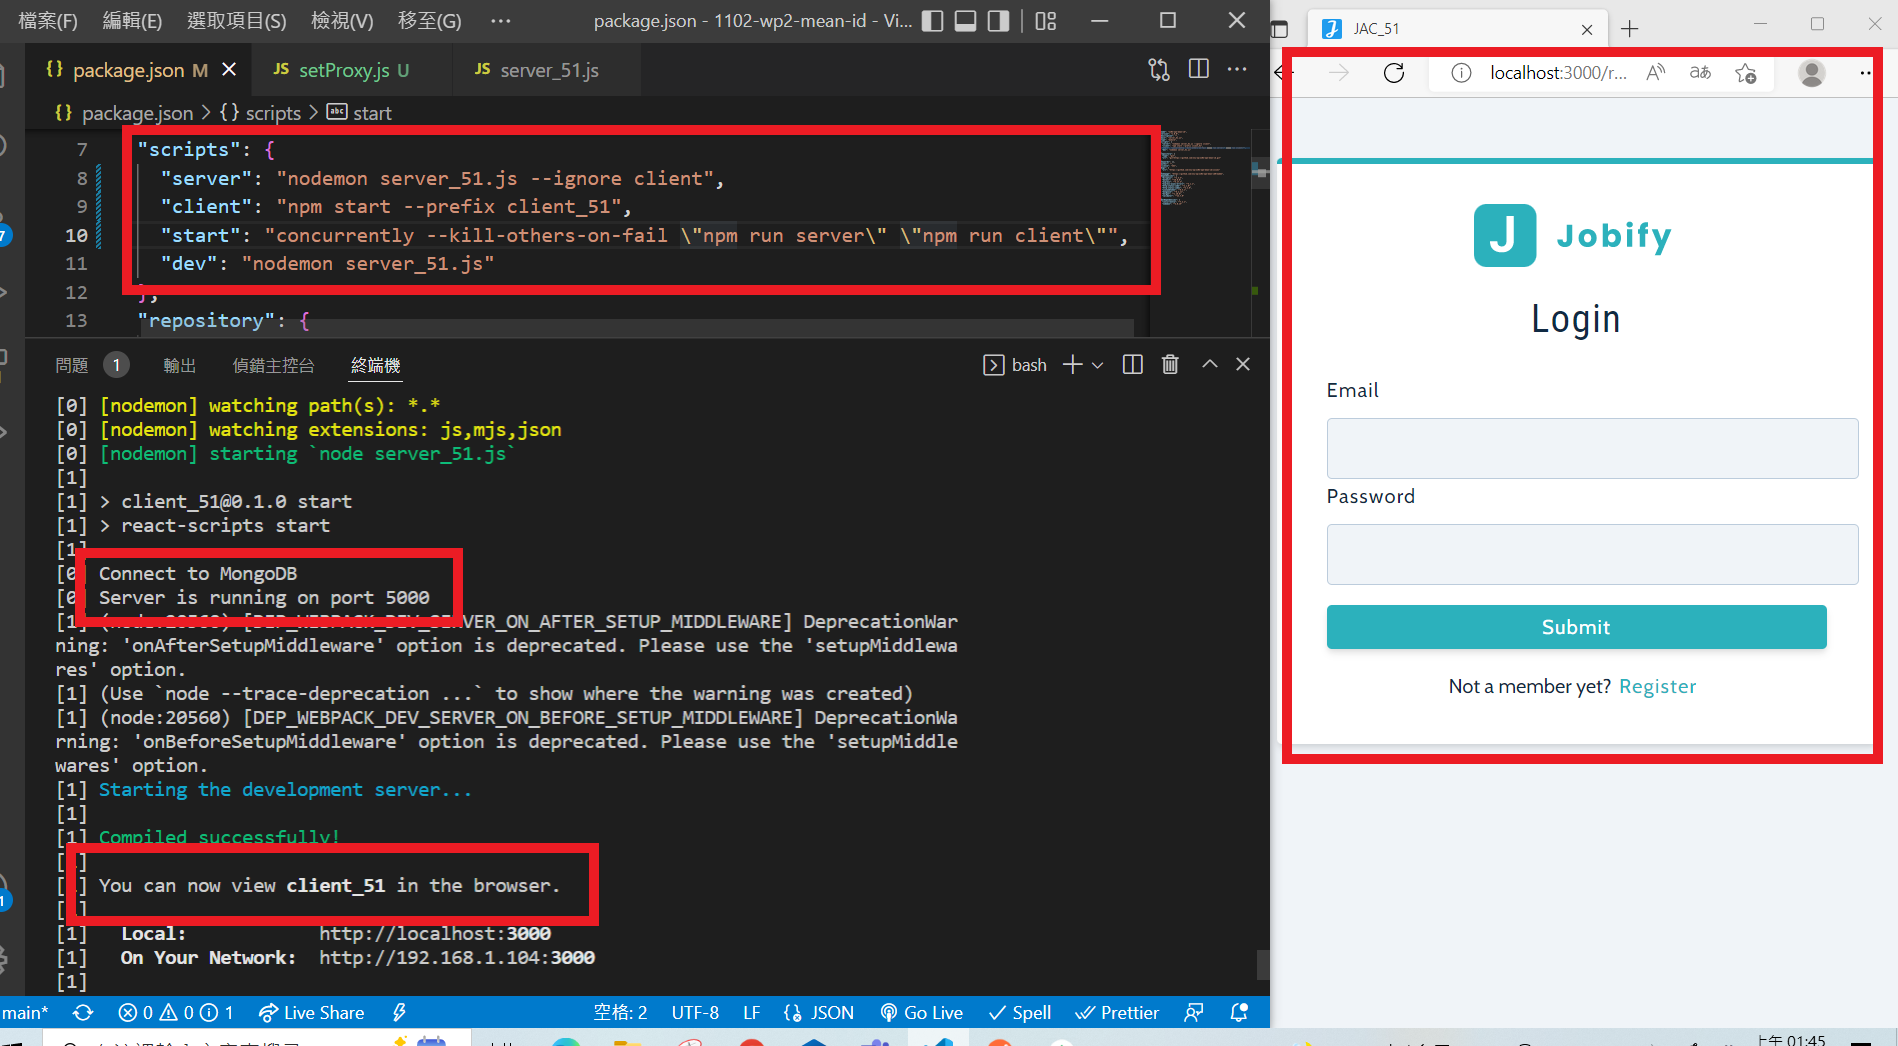 檔案(F) 編輯(E) 選取項目(S) 檢視(V) 移至(G) ··· package.json - 1102-wp2-mean-id - Vi...
{} package.json M JS setProxy.js U JS server_51.js ···
{} package.json > {} scripts > abc start
7 "scripts": {
8 "server": "nodemon server_51.js --ignore client",
9 "client": "npm start --prefix client_51",
10 "start": "concurrently --kill-others-on-fail \"npm run server\" \"npm run client\"",
11 "dev": "nodemon server_51.js"
12 },
13 "repository": {
問題 1 輸出 偵錯主控台 終端機 bash
[0] [nodemon] watching path(s): *.*
[0] [nodemon] watching extensions: js,mjs,json
[0] [nodemon] starting `node server_51.js`
[1]
[1] > client_51@0.1.0 start
[1] > react-scripts start
[1]
[0] Connect to MongoDB
[0] Server is running on port 5000
[1] (node:20560) [DEP_WEBPACK_DEV_SERVER_ON_AFTER_SETUP_MIDDLEWARE] DeprecationWar
ning: 'onAfterSetupMiddleware' option is deprecated. Please use the 'setupMiddlewa
res' option.
[1] (Use `node --trace-deprecation ...` to show where the warning was created)
[1] (node:20560) [DEP_WEBPACK_DEV_SERVER_ON_BEFORE_SETUP_MIDDLEWARE] DeprecationWa
rning: 'onBeforeSetupMiddleware' option is deprecated. Please use the 'setupMiddle
wares' option.
[1] Starting the development server...
[1]
[1] Compiled successfully!
[1]
[1] You can now view client_51 in the browser.
[1]
[1] Local: http://localhost:3000
[1] On Your Network: http://192.168.1.104:3000
[1]
main* 0 0 1 Live Share 空格: 2 UTF-8 LF JSON Go Live Spell Prettier
上午 01:45
JAC_51
localhost:3000/r...
J Jobify
Login
Email
Password
Submit
Not a member yet? Register